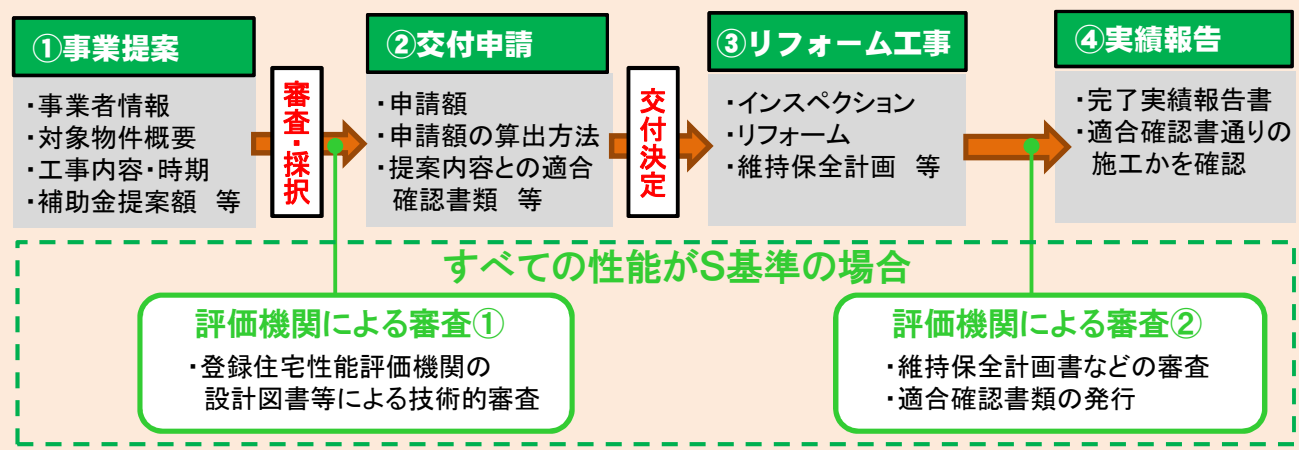 ①事業提案
・事業者情報
・対象物件概要
・工事内容・時期
・補助金提案額　等
審査・採択
②交付申請
・申請額
・申請額の算出方法
・提案内容との適合
確認書類　等
交付決定
③リフォーム工事
・インスペクション
・リフォーム
・維持保全計画　等
④実績報告
・完了実績報告書
・適合確認書通りの
施工かを確認
すべての性能がS基準の場合
評価機関による審査①
・登録住宅性能評価機関の
設計図書等による技術的審査
評価機関による審査②
・維持保全計画書などの審査
・適合確認書類の発行